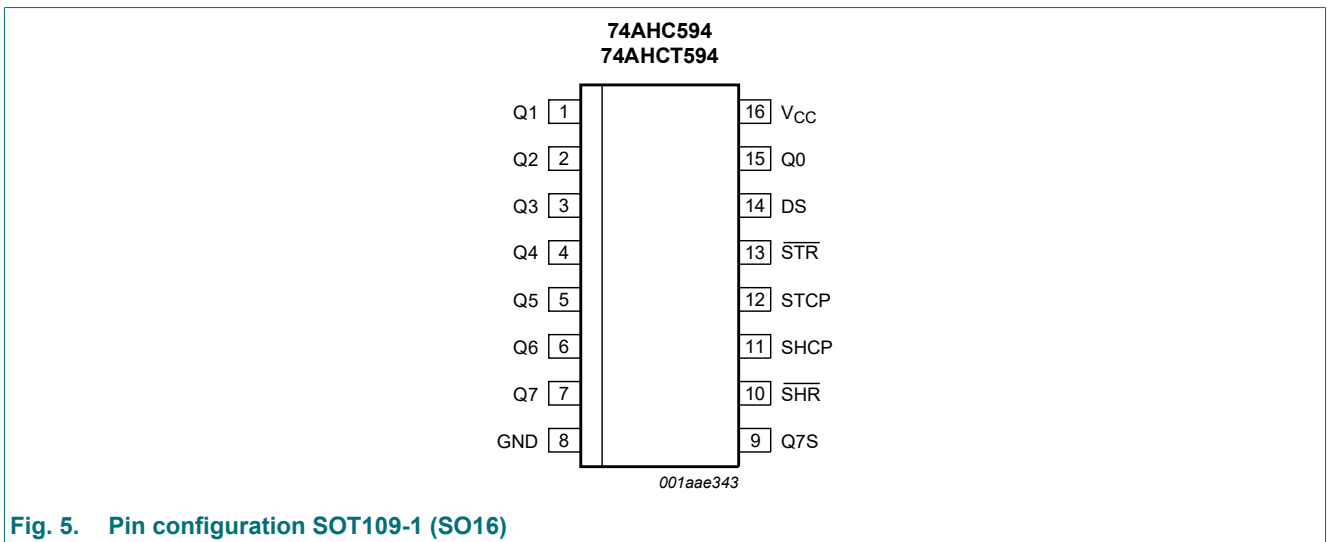 74AHC594
74AHCT594
Q1 1 16 VCC
Q2 2 15 Q0
Q3 3 14 DS
Q4 4 13 S̅T̅R̅
Q5 5 12 STCP
Q6 6 11 SHCP
Q7 7 10 S̅H̅R̅
GND 8 9 Q7S
001aae343
Fig. 5. Pin configuration SOT109-1 (SO16)